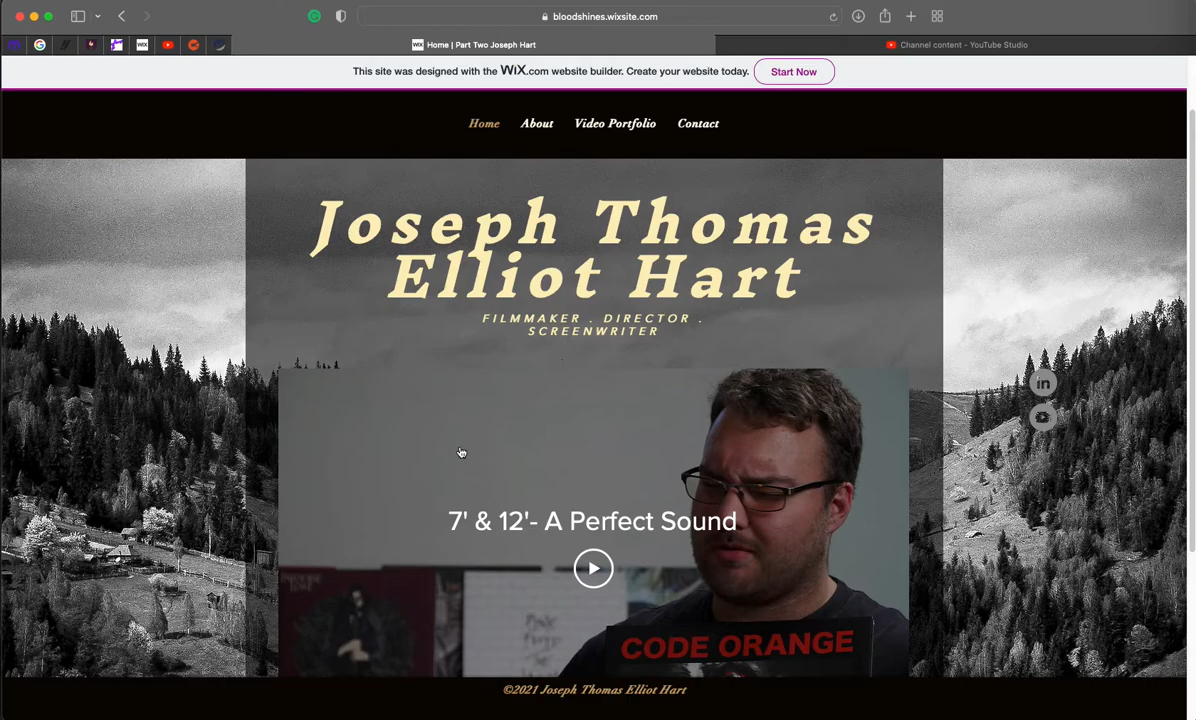 bloodshines.wixsite.com
WiX Home | Part Two Joseph Hart
Channel content - YouTube Studio
This site was designed with the WiX.com website builder. Create your website today. Start Now
Home About Video Portfolio Contact
Joseph Thomas
Elliot Hart
FILMMAKER . DIRECTOR .
SCREENWRITER
in
7' & 12'- A Perfect Sound
CODE ORANGE
©2021 Joseph Thomas Elliot Hart